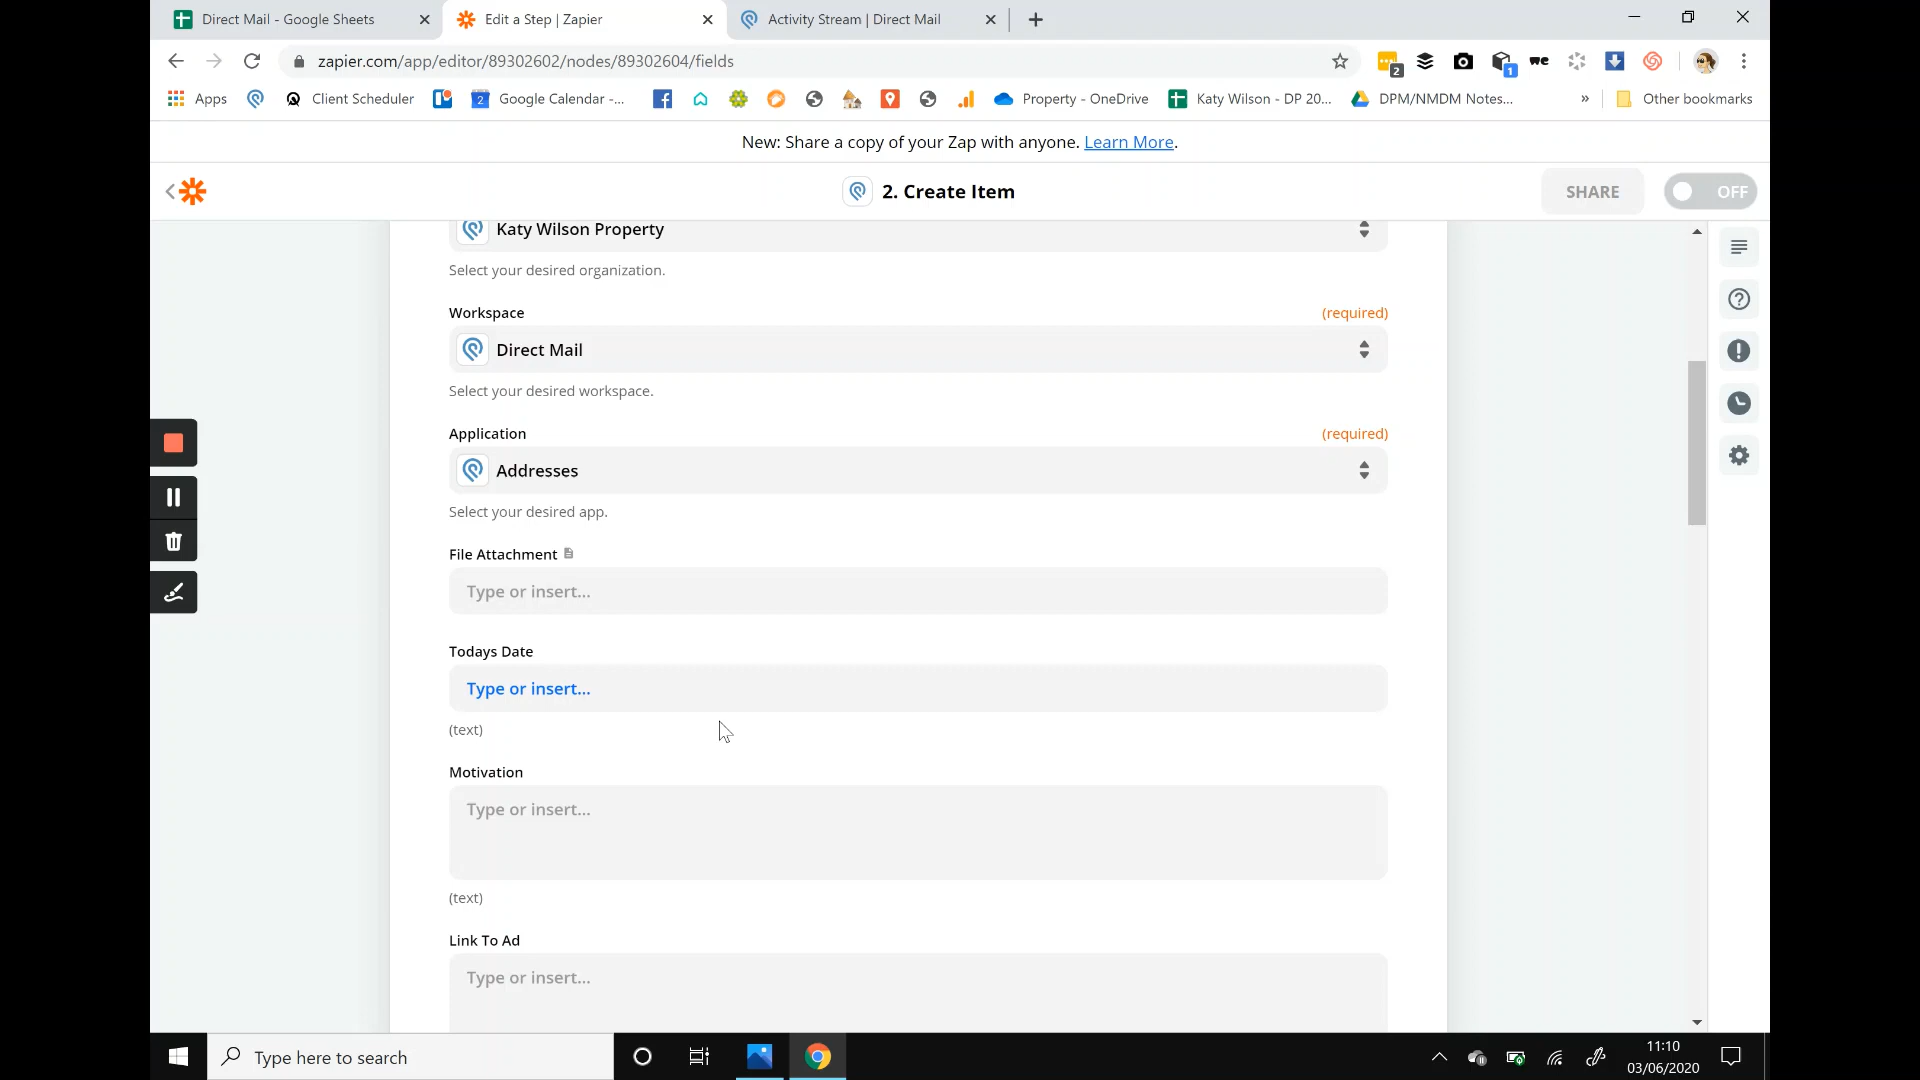 Direct Mail - Google Sheets
Edit a Step | Zapier
Activity Stream | Direct Mail
zapier.com/app/editor/89302602/nodes/89302604/fields
2
1
we
Apps
Client Scheduler
2
Google Calendar -...
Property - OneDrive
Katy Wilson - DP 20...
DPM/NMDM Notes...
»
Other bookmarks
New: Share a copy of your Zap with anyone. Learn More.
2. Create Item
SHARE
OFF
Katy Wilson Property
Select your desired organization.
Workspace
(required)
Direct Mail
Select your desired workspace.
Application
(required)
Addresses
Select your desired app.
File Attachment
Type or insert...
Todays Date
Type or insert...
(text)
Motivation
Type or insert...
(text)
Link To Ad
Type or insert...
Type here to search
11:10
03/06/2020